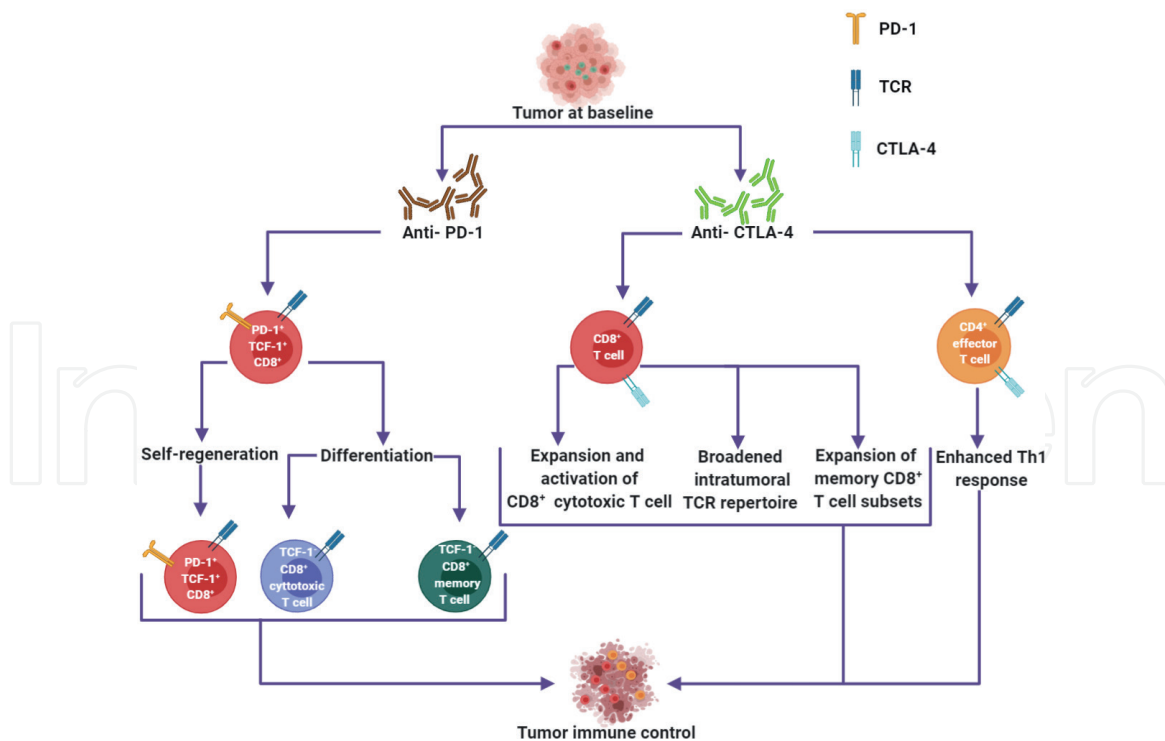 PD-1
TCR
CTLA-4
Tumor at baseline
Anti- PD-1
Anti- CTLA-4
PD-1⁺
TCF-1⁺
CD8⁺
CD8⁺
T cell
CD4⁺
effector
T cell
Self-regeneration
Differentiation
Expansion and
activation of
CD8⁺ cytotoxic T cell
Broadened
intratumoral
TCR repertoire
Expansion of
memory CD8⁺
T cell subsets
Enhanced Th1
response
PD-1⁺
TCF-1⁺
CD8⁺
TCF-1⁻
CD8⁺
cyttotoxic
T cell
TCF-1⁻
CD8⁺
memory
T cell
Tumor immune control